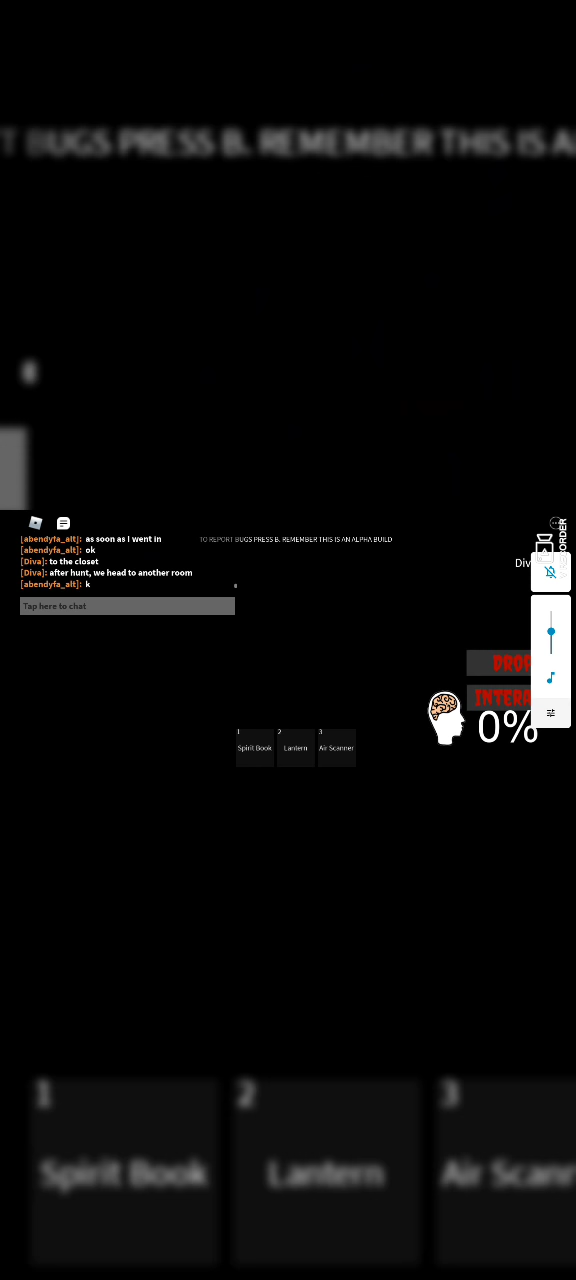 T BUGS PRESS B. REMEMBER THIS IS A
[abendyfa_alt]: as soon as I went in
TO REPORT BUGS PRESS B. REMEMBER THIS IS AN ALPHA BUILD
[abendyfa_alt]: ok
[Diva]: to the closet
Div
[Diva]: after hunt, we head to another room
[abendyfa_alt]: k
Tap here to chat
DROP
INTERA
0%
1
2
3
Spirit Book
Lantern
Air Scanner
1
2
3
Spirit Book
Lantern
Air Scann